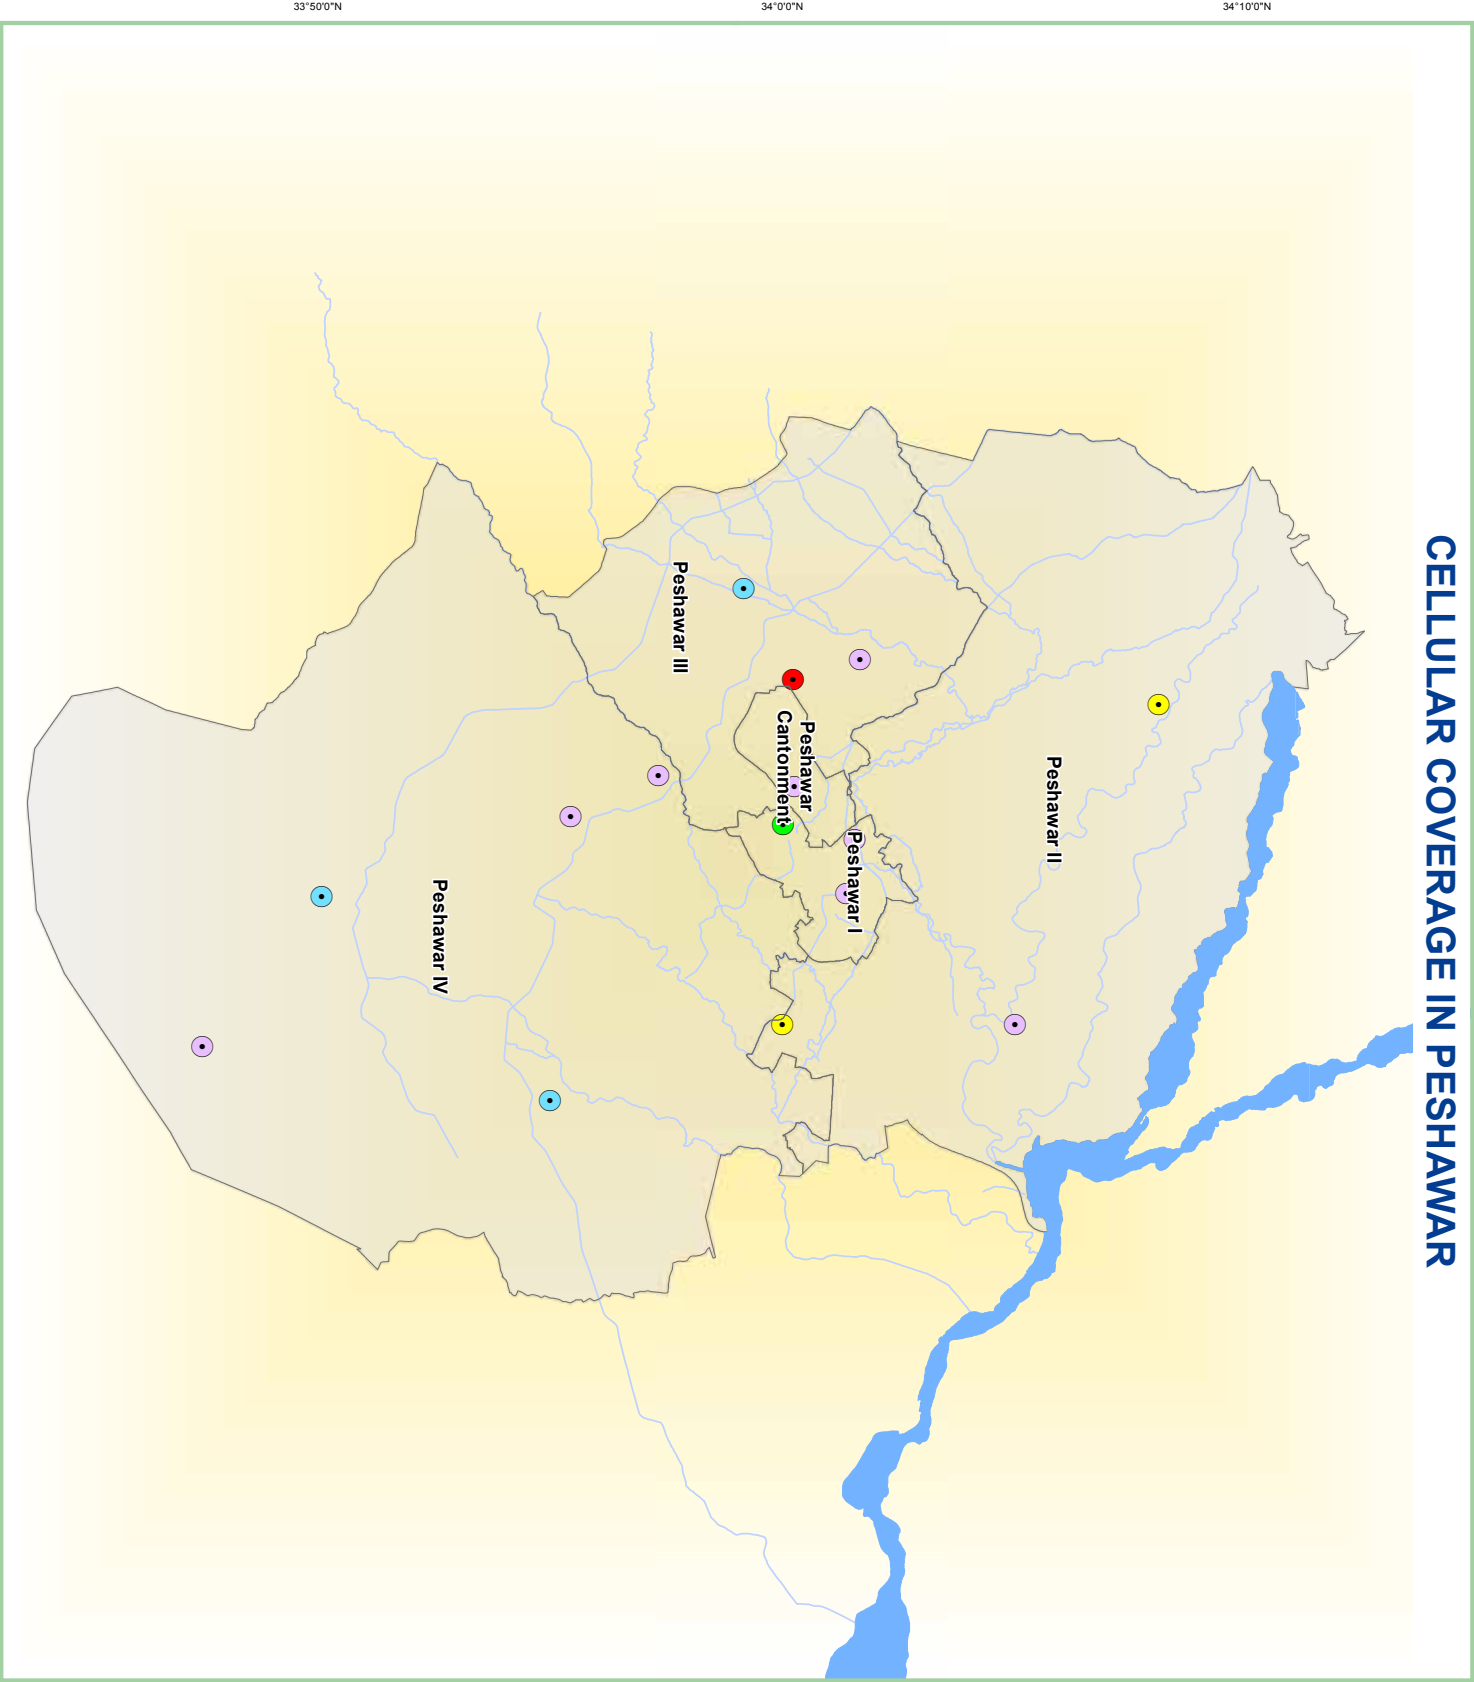 33°50'0"N
34°0'0"N
34°10'0"N
CELLULAR COVERAGE IN PESHAWAR
Peshawar II
Peshawar I
Peshawar
Cantonment
Peshawar III
Peshawar IV